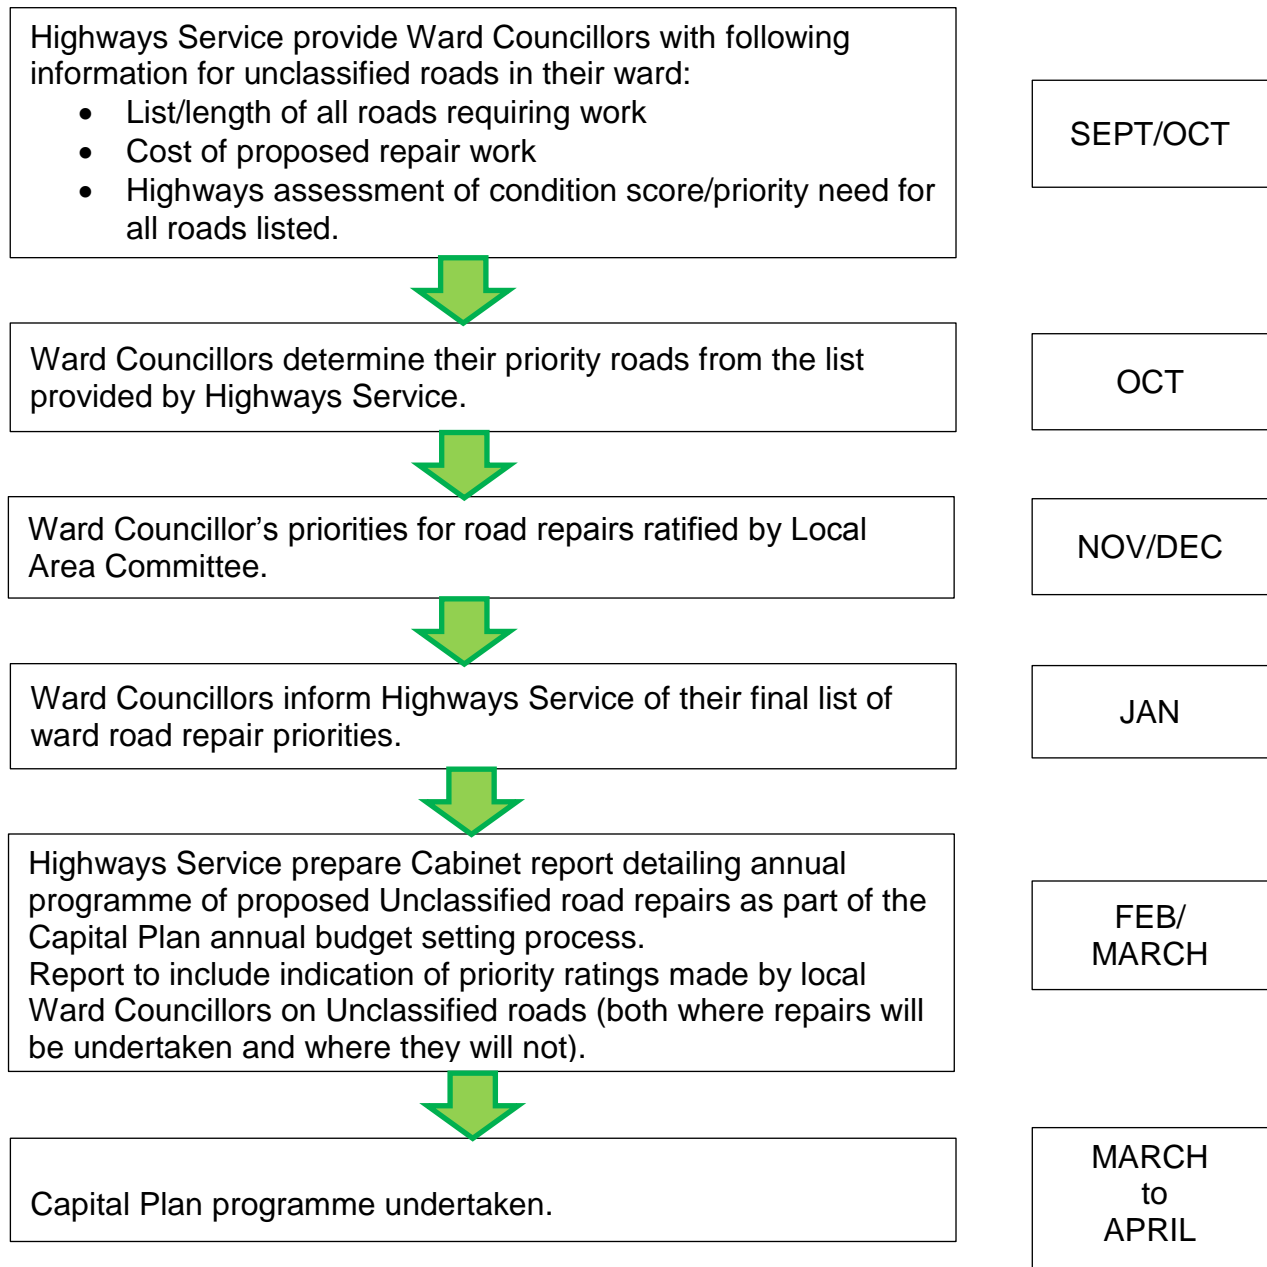 Highways Service provide Ward Councillors with following
information for unclassified roads in their ward:
• List/length of all roads requiring work
• Cost of proposed repair work
• Highways assessment of condition score/priority need for
all roads listed.
SEPT/OCT
Ward Councillors determine their priority roads from the list
provided by Highways Service.
OCT
Ward Councillor’s priorities for road repairs ratified by Local
Area Committee.
NOV/DEC
Ward Councillors inform Highways Service of their final list of
ward road repair priorities.
JAN
Highways Service prepare Cabinet report detailing annual
programme of proposed Unclassified road repairs as part of the
Capital Plan annual budget setting process.
Report to include indication of priority ratings made by local
Ward Councillors on Unclassified roads (both where repairs will
be undertaken and where they will not).
FEB/
MARCH
Capital Plan programme undertaken.
MARCH
to
APRIL